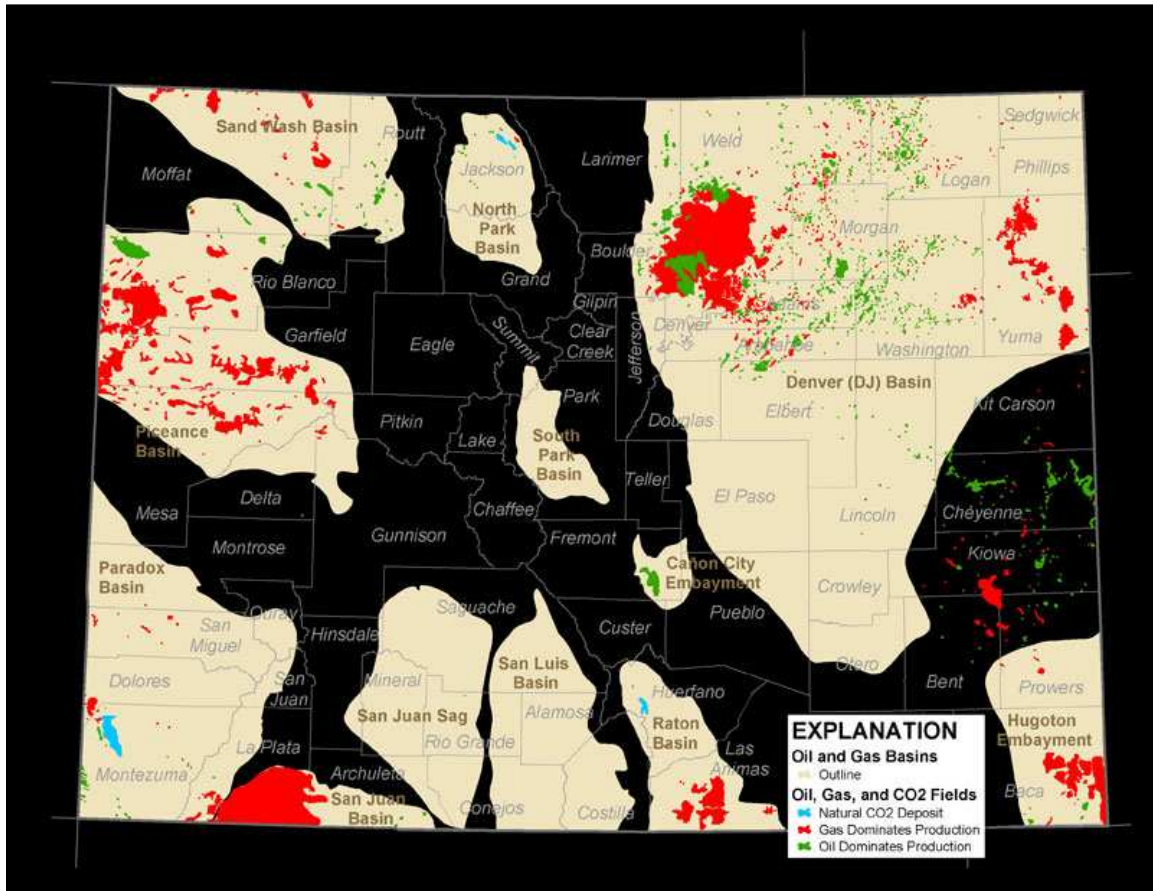 Sedgwick
Sand Wash Basin
Routt
Weld
Larimer
Moffat
Jackson
Phillips
Logan
North
Park
Basin
Morgan
Boulder
Rio Blanco
Grand
Gilpin
Adams
Clear
Creek
Summit
Jefferson
Denver
Garfield
Eagle
Arapahoe
Washington
Yuma
Denver (DJ) Basin
Park
Elbert
Kit Carson
Pitkin
Douglas
Piceance
Basin
Lake
South
Park
Basin
Teller
El Paso
Delta
Mesa
Chaffee
Lincoln
Cheyenne
Gunnison
Fremont
Montrose
Kiowa
Paradox
Basin
Cañon City
Embayment
Crowley
Ouray
Saguache
Pueblo
San
Miguel
Hinsdale
Custer
Otero
San Luis
Basin
Dolores
San
Juan
Mineral
Huerfano
Bent
Prowers
San Juan Sag
Alamosa
Raton
Basin
Rio Grande
Las
Animas
Hugoton
Embayment
La Plata
Montezuma
Archuleta
San Juan
Basin
Conejos
Costilla
Baca
EXPLANATION
Oil and Gas Basins
Outline
Oil, Gas, and CO2 Fields
Natural CO2 Deposit
Gas Dominates Production
Oil Dominates Production